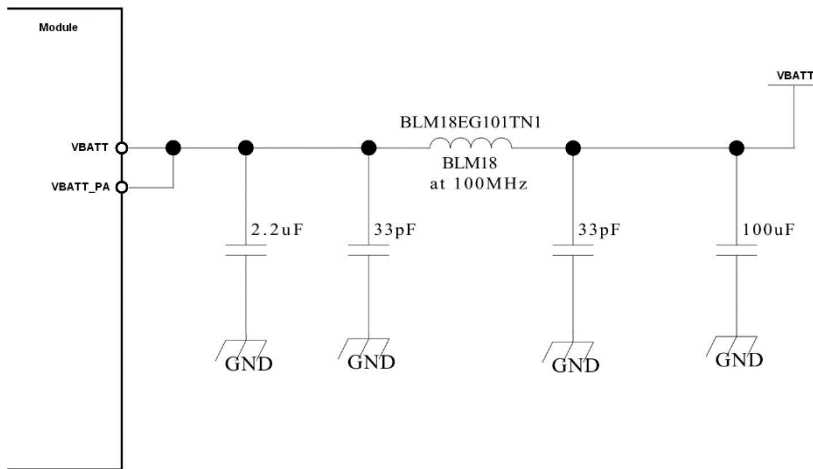 Module
VBATT
BLM18EG101TN1
VBATT
BLM18
at 100MHz
VBATT_PA
2.2uF
33pF
33pF
100uF
GND
GND
GND
GND